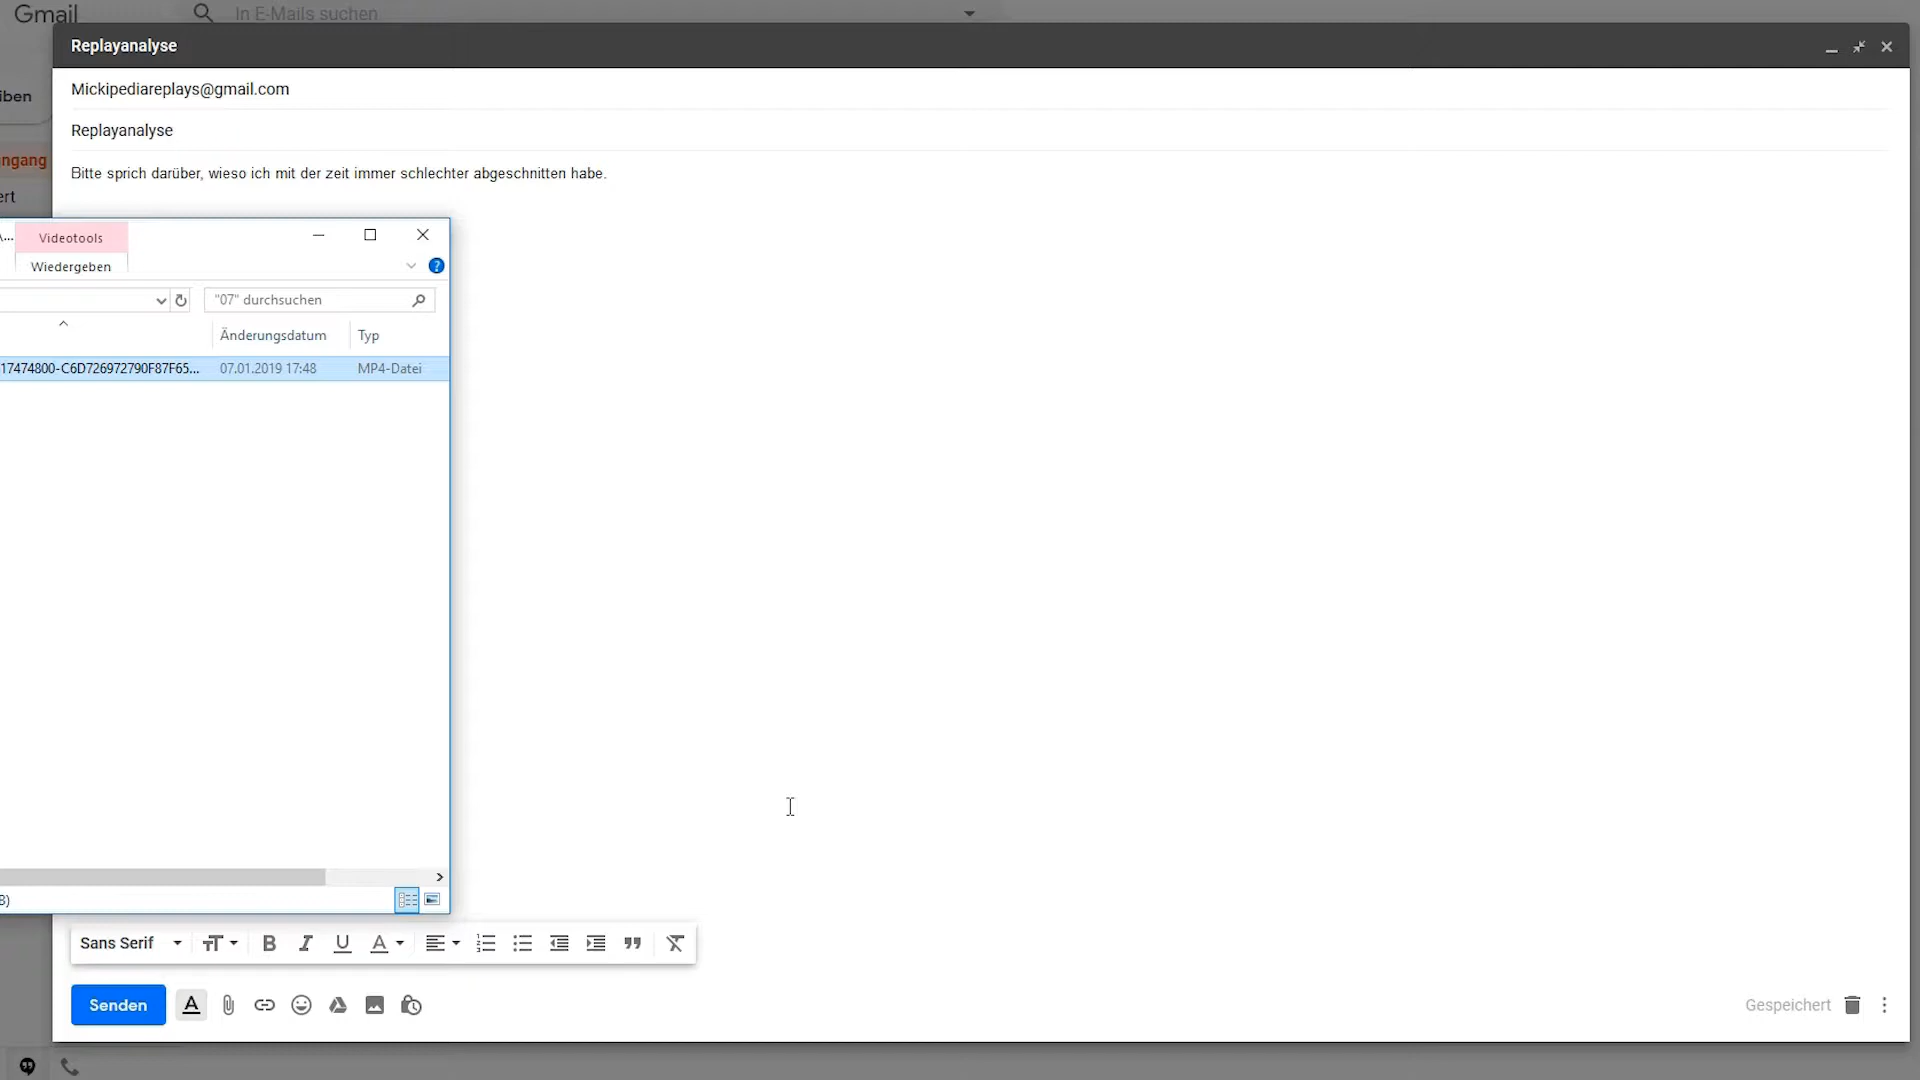 Gmail
In E-Mails suchen
Replayanalyse
Mickipediareplays@gmail.com
iben
Replayanalyse
ngang
Bitte sprich darüber, wieso ich mit der zeit immer schlechter abgeschnitten habe.
ert
\...
Videotools
Wiedergeben
?
"07" durchsuchen
Änderungsdatum
Typ
17474800-C6D726972790F87F65...
07.01.2019 17:48
MP4-Datei
B)
Sans Serif
Senden
Gespeichert